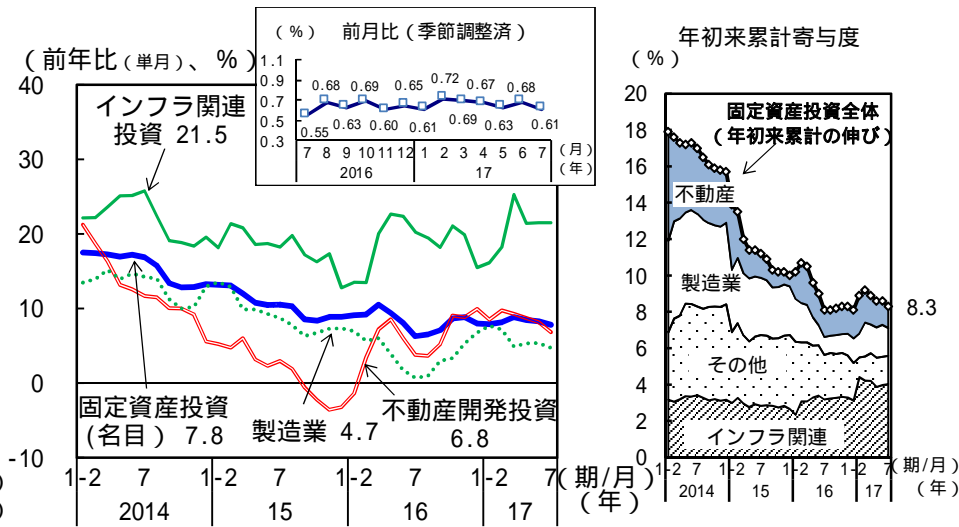 (前年比(単月)、%)
40
30
20
10
0
-10
インフラ関連
投資 21.5
固定資産投資
(名目) 7.8
製造業 4.7
不動産開発投資
6.8
1-2 7 1-2 7 1-2 7 1-2 7 (期/月)
2014 15 16 17 (年)
)
)
(%) 前月比(季節調整済)
1.1
0.9
0.7
0.5
0.3
0.55 0.68 0.63 0.69 0.60 0.65 0.61 0.72 0.69 0.67 0.63 0.68 0.61
7 8 9 10 11 12 1 2 3 4 5 6 7 (月)
2016 17 (年)
年初来累計寄与度
(%)
20
18
16
14
12
10
8
6
4
2
0
固定資産投資全体
(年初来累計の伸び)
不動産
製造業
その他
インフラ関連
8.3
1-2 7 1-2 7 1-2 7 1-2 7 (期/月)
2014 15 16 17 (年)